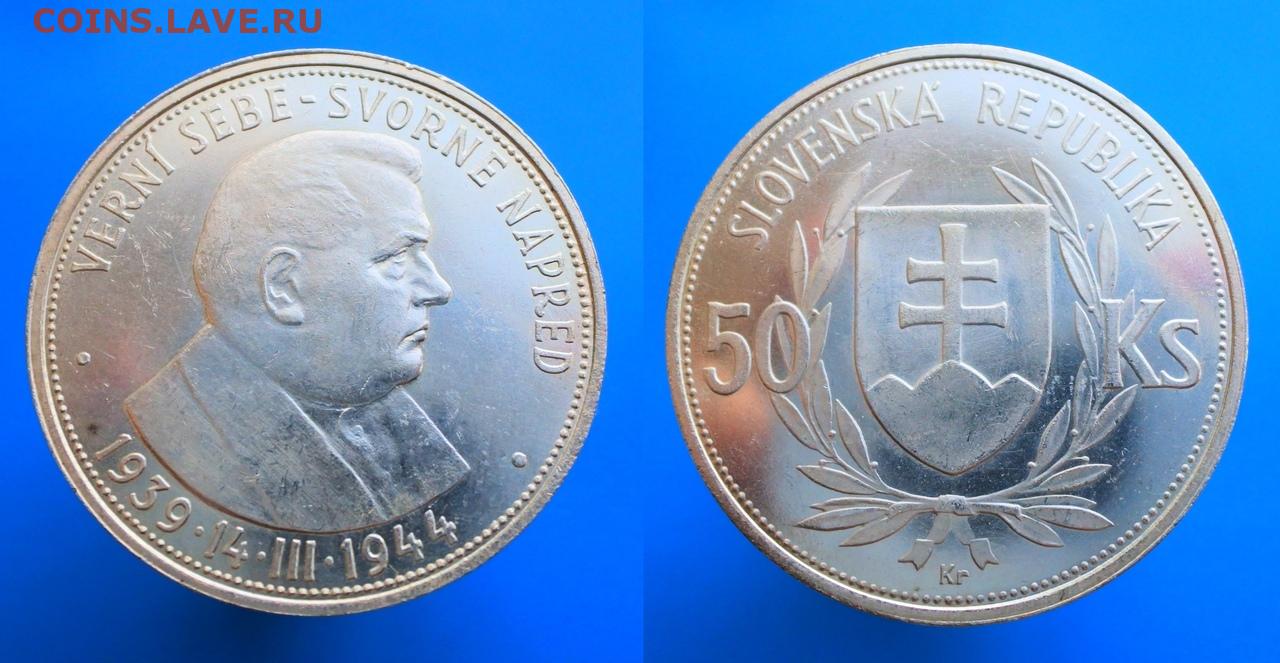 COINS.LAVE.RU
VERNÍ SEBE - SVORNE NAPRED
1939 · 14 · III · 1944
SLOVENSKÁ REPUBLIKA
50 Ks
Kr